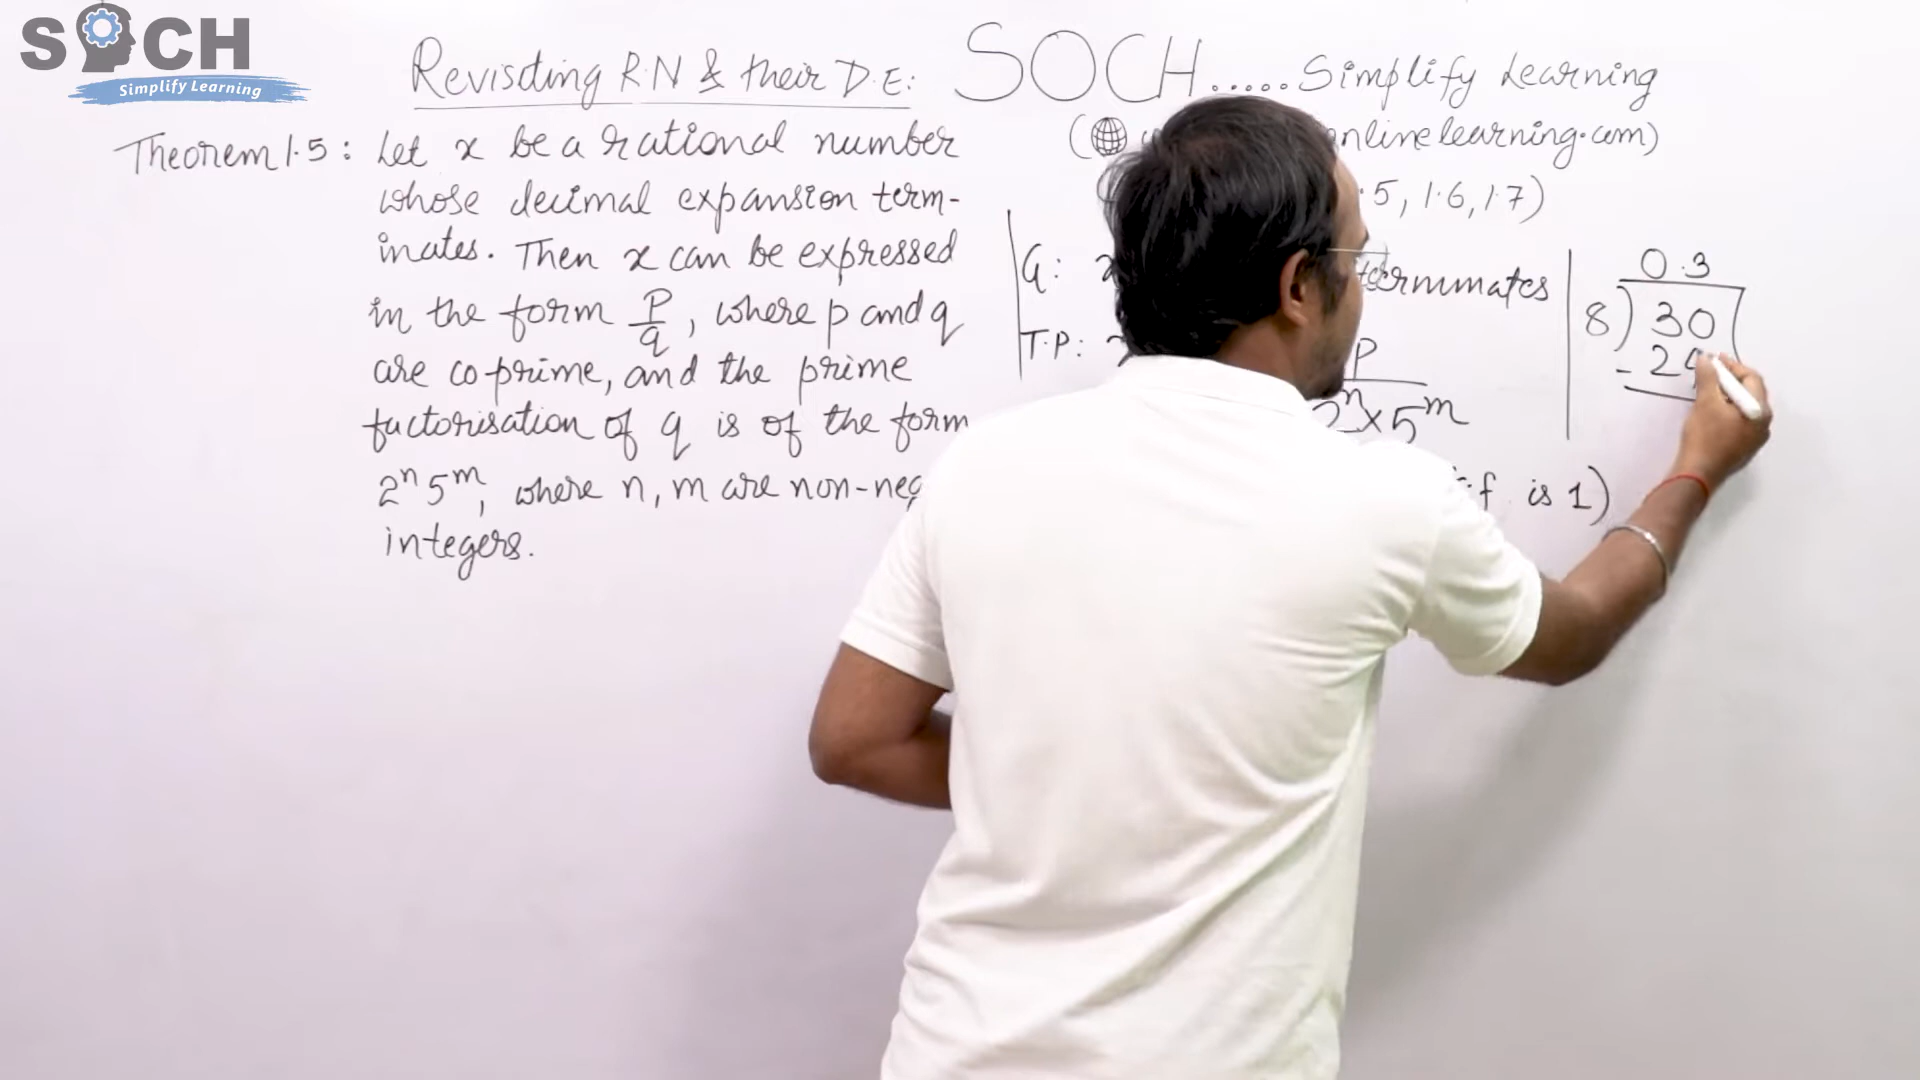 SOCH
Simplify Learning
Revisiting R.N & their D.E:
SOCH.....Simplify Learning
nlinelearning.com)
.5, 1.6, 1.7)
Theorem 1.5: Let x be a rational number
whose decimal expansion term-
inates. Then x can be expressed
in the form P/q, where p and q
are coprime, and the prime
factorisation of q is of the form
2ⁿ5ᵐ, where n, m are non-neg
integers.
G: x terminates
T.P: P
2ⁿ×5ᵐ
f is 1)
0.3
8) 30
- 24